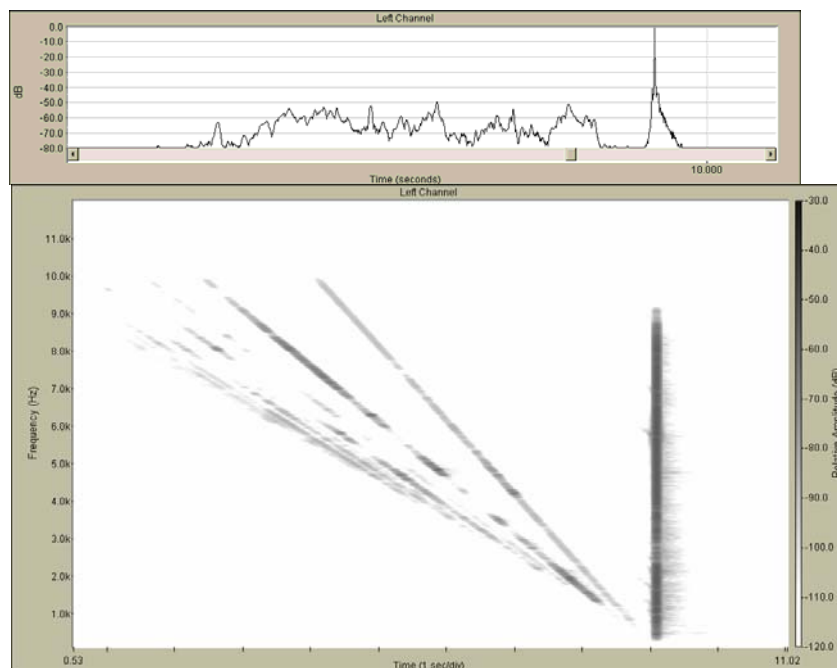 Left Channel
0.0
-10.0
-20.0
-30.0
-40.0
-50.0
-60.0
-70.0
-80.0
dB
10.000
Time (seconds)
Left Channel
11.0k
10.0k
9.0k
8.0k
7.0k
6.0k
5.0k
4.0k
3.0k
2.0k
1.0k
Frequency (Hz)
0.53
Time (1 sec/div)
11.02
-30.0
-40.0
-50.0
-60.0
-70.0
-80.0
-90.0
-100.0
-110.0
-120.0
Relative Amplitude (dB)